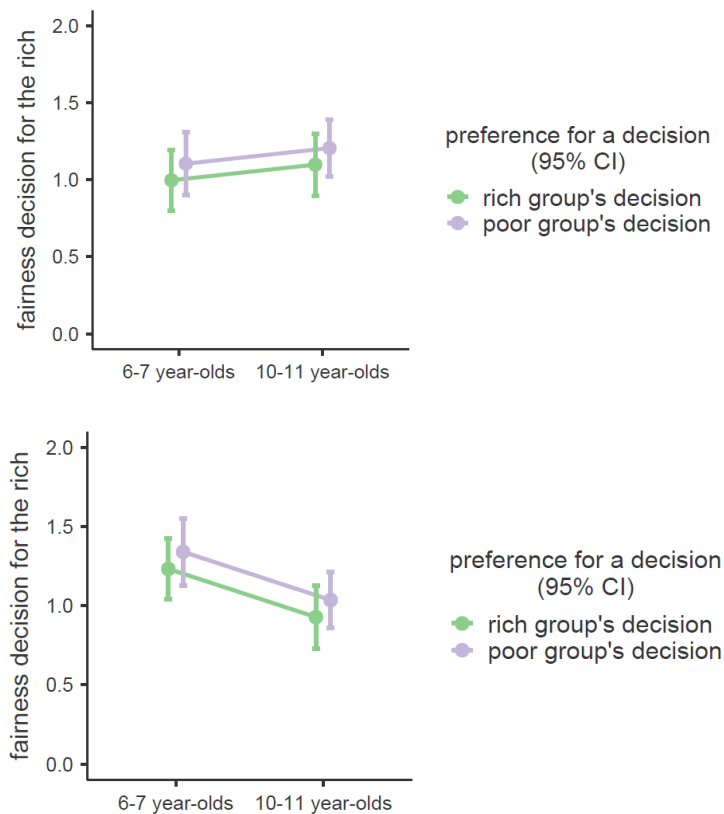 fairness decision for the rich
2.0
1.5
1.0
0.5
0.0
6-7 year-olds 10-11 year-olds
preference for a decision
(95% CI)
rich group's decision
poor group's decision
fairness decision for the rich
2.0
1.5
1.0
0.5
0.0
6-7 year-olds 10-11 year-olds
preference for a decision
(95% CI)
rich group's decision
poor group's decision